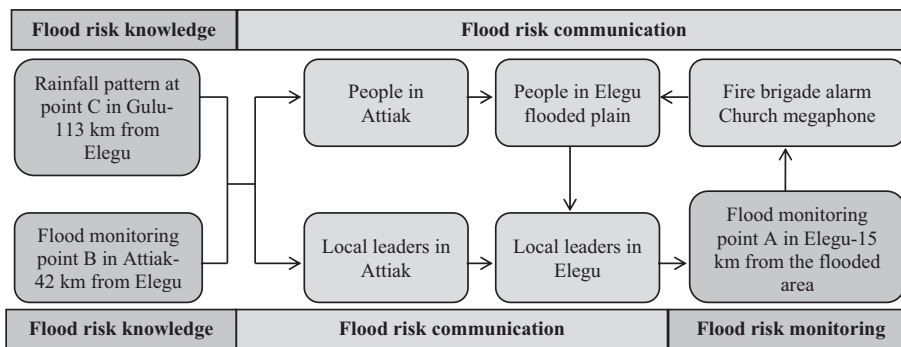 Flood risk knowledge
Flood risk communication
Rainfall pattern at
point C in Gulu-
113 km from
Elegu
People in
Attiak
People in Elegu
flooded plain
Fire brigade alarm
Church megaphone
Flood monitoring
point B in Attiak-
42 km from Elegu
Local leaders in
Attiak
Local leaders in
Elegu
Flood monitoring
point A in Elegu-15
km from the flooded
area
Flood risk knowledge
Flood risk communication
Flood risk monitoring